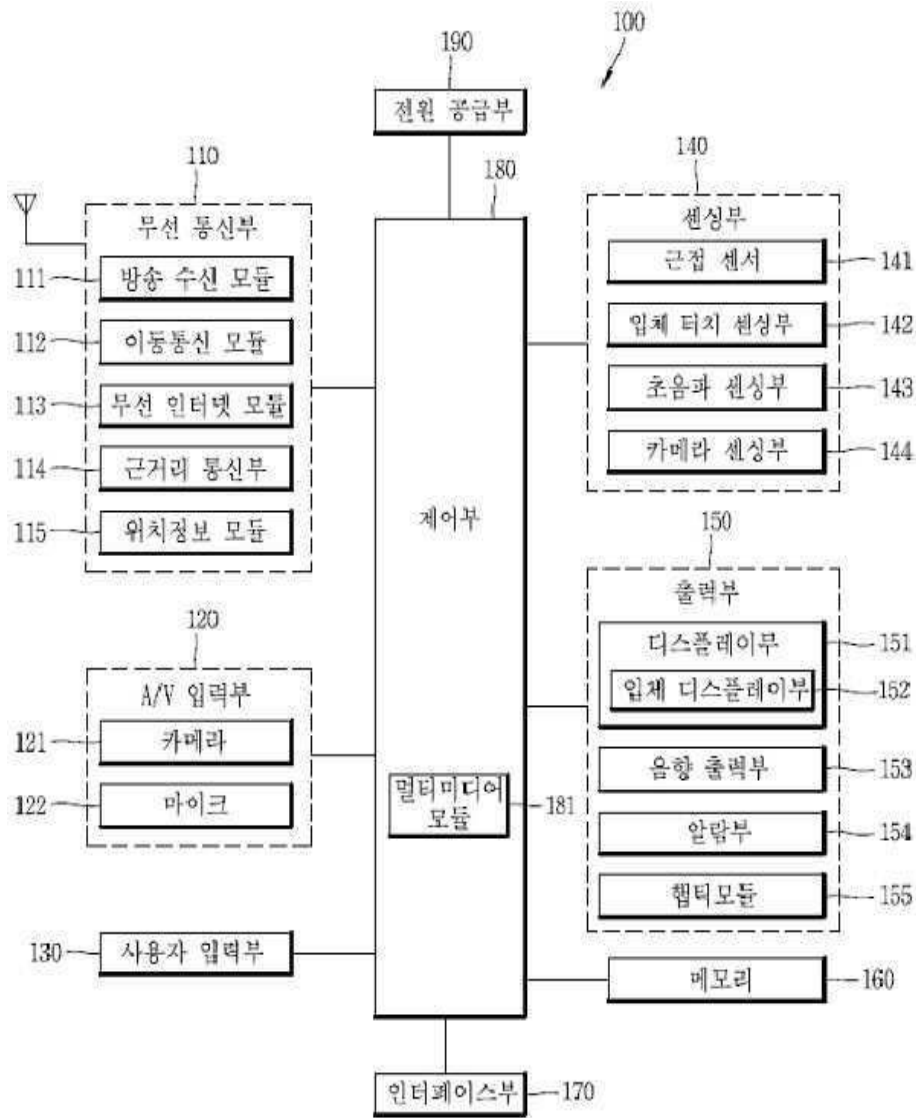 100
190
전원 공급부
110
무선 통신부
111
방송 수신 모듈
112
이동통신 모듈
113
무선 인터넷 모듈
114
근거리 통신부
115
위치정보 모듈
120
A/V 입력부
121
카메라
122
마이크
130
사용자 입력부
180
제어부
멀티미디어
모듈
181
140
센싱부
근접 센서
141
입체 터치 센싱부
142
초음파 센싱부
143
카메라 센싱부
144
150
출력부
디스플레이부
151
입체 디스플레이부
152
음향 출력부
153
알람부
154
햅틱모듈
155
메모리
160
인터페이스부
170